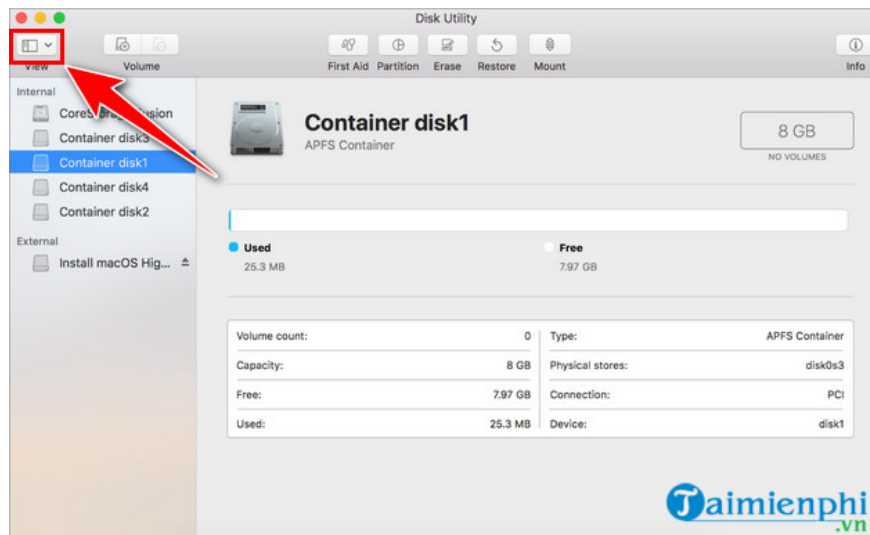 Disk Utility
View
Volume
First Aid
Partition
Erase
Restore
Mount
Info
Internal
Container disk3
Container disk1
Container disk4
Container disk2
External
Install macOS Hig...
Container disk1
APFS Container
8 GB
NO VOLUMES
Used
25.3 MB
Free
7.97 GB
Volume count: 0
Type: APFS Container
Capacity: 8 GB
Physical stores: disk0s3
Free: 7.97 GB
Connection: PCI
Used: 25.3 MB
Device: disk1
Taimienphi
.vn